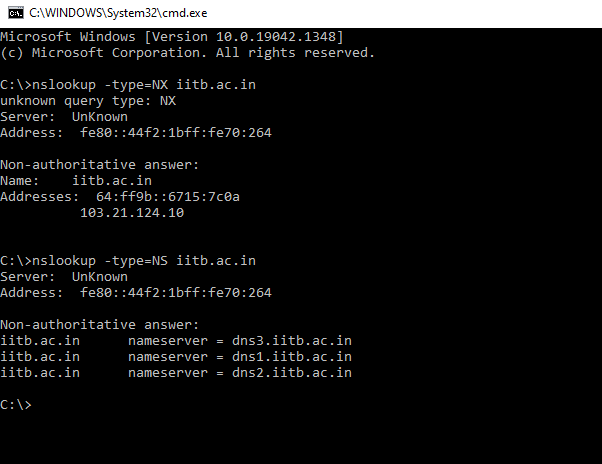 C:\WINDOWS\System32\cmd.exe
Microsoft Windows [Version 10.0.19042.1348]
(c) Microsoft Corporation. All rights reserved.
C:\>nslookup -type=NX iitb.ac.in
unknown query type: NX
Server:  UnKnown
Address:  fe80::44f2:1bff:fe70:264
Non-authoritative answer:
Name:    iitb.ac.in
Addresses:  64:ff9b::6715:7c0a
103.21.124.10
C:\>nslookup -type=NS iitb.ac.in
Server:  UnKnown
Address:  fe80::44f2:1bff:fe70:264
Non-authoritative answer:
iitb.ac.in      nameserver = dns3.iitb.ac.in
iitb.ac.in      nameserver = dns1.iitb.ac.in
iitb.ac.in      nameserver = dns2.iitb.ac.in
C:\>